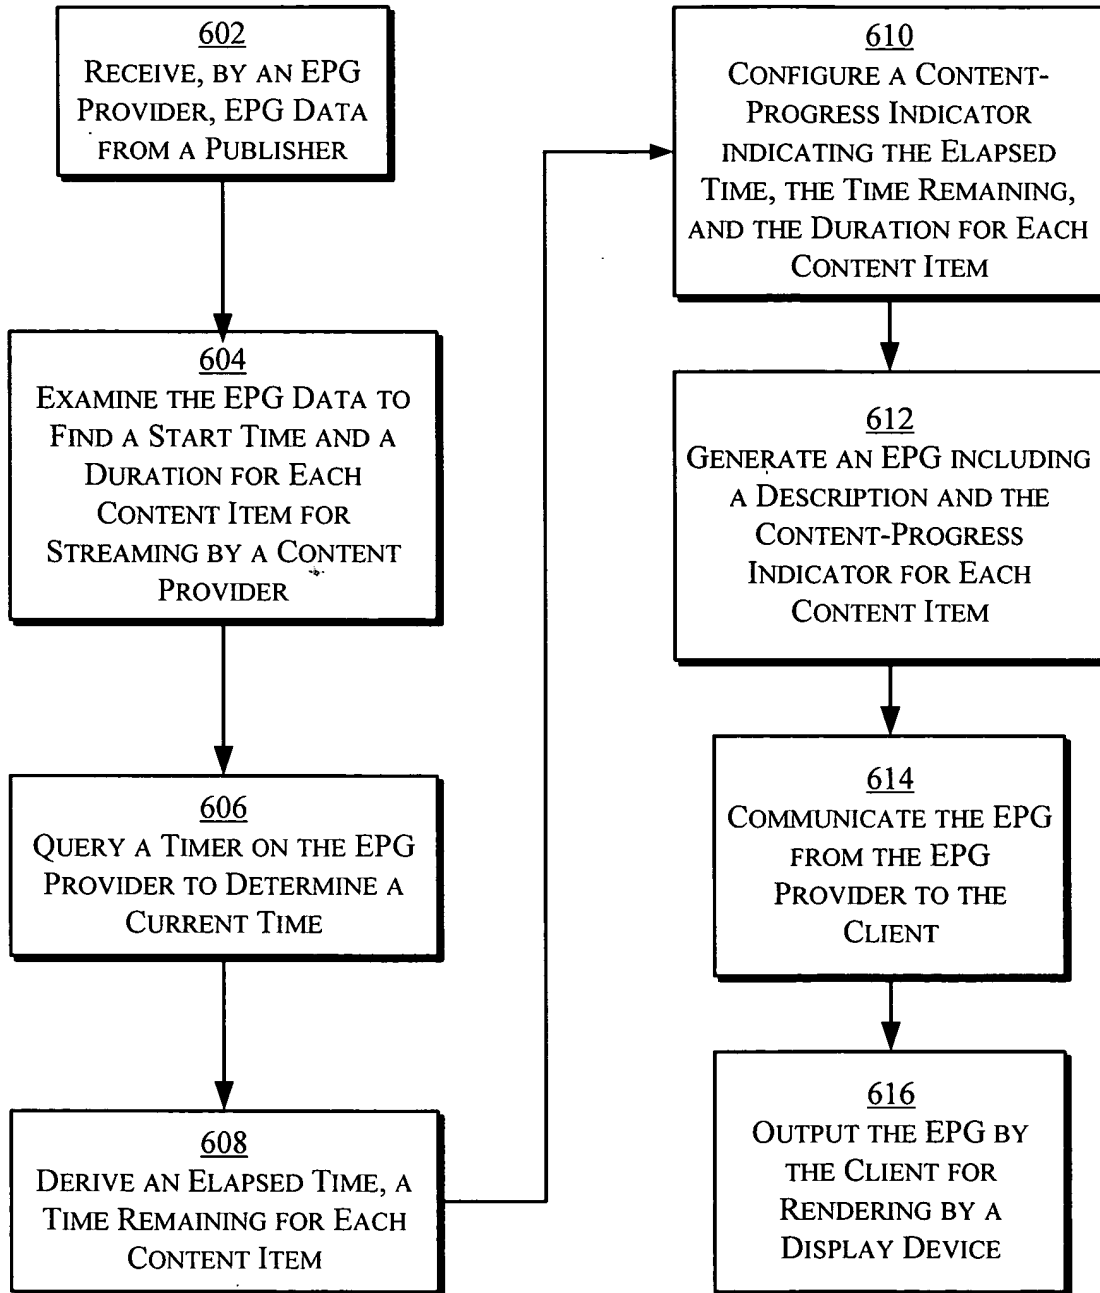 602
RECEIVE, BY AN EPG
PROVIDER, EPG DATA
FROM A PUBLISHER
604
EXAMINE THE EPG DATA TO
FIND A START TIME AND A
DURATION FOR EACH
CONTENT ITEM FOR
STREAMING BY A CONTENT
PROVIDER
606
QUERY A TIMER ON THE EPG
PROVIDER TO DETERMINE A
CURRENT TIME
608
DERIVE AN ELAPSED TIME, A
TIME REMAINING FOR EACH
CONTENT ITEM
610
CONFIGURE A CONTENT-
PROGRESS INDICATOR
INDICATING THE ELAPSED
TIME, THE TIME REMAINING,
AND THE DURATION FOR EACH
CONTENT ITEM
612
GENERATE AN EPG INCLUDING
A DESCRIPTION AND THE
CONTENT-PROGRESS
INDICATOR FOR EACH
CONTENT ITEM
614
COMMUNICATE THE EPG
FROM THE EPG
PROVIDER TO THE
CLIENT
616
OUTPUT THE EPG BY
THE CLIENT FOR
RENDERING BY A
DISPLAY DEVICE